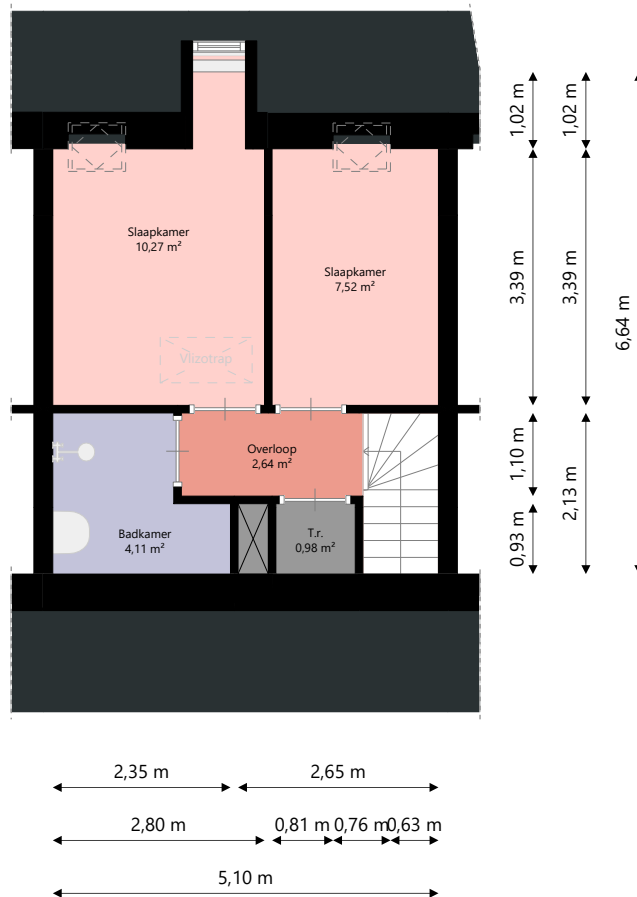 Slaapkamer
10,27 m²
Slaapkamer
7,52 m²
Vlizotrap
Overloop
2,64 m²
Badkamer
4,11 m²
T.r.
0,98 m²
1,02 m
1,02 m
3,39 m
3,39 m
6,64 m
1,10 m
2,13 m
0,93 m
2,35 m
2,65 m
2,80 m
0,81 m
0,76 m
0,63 m
5,10 m